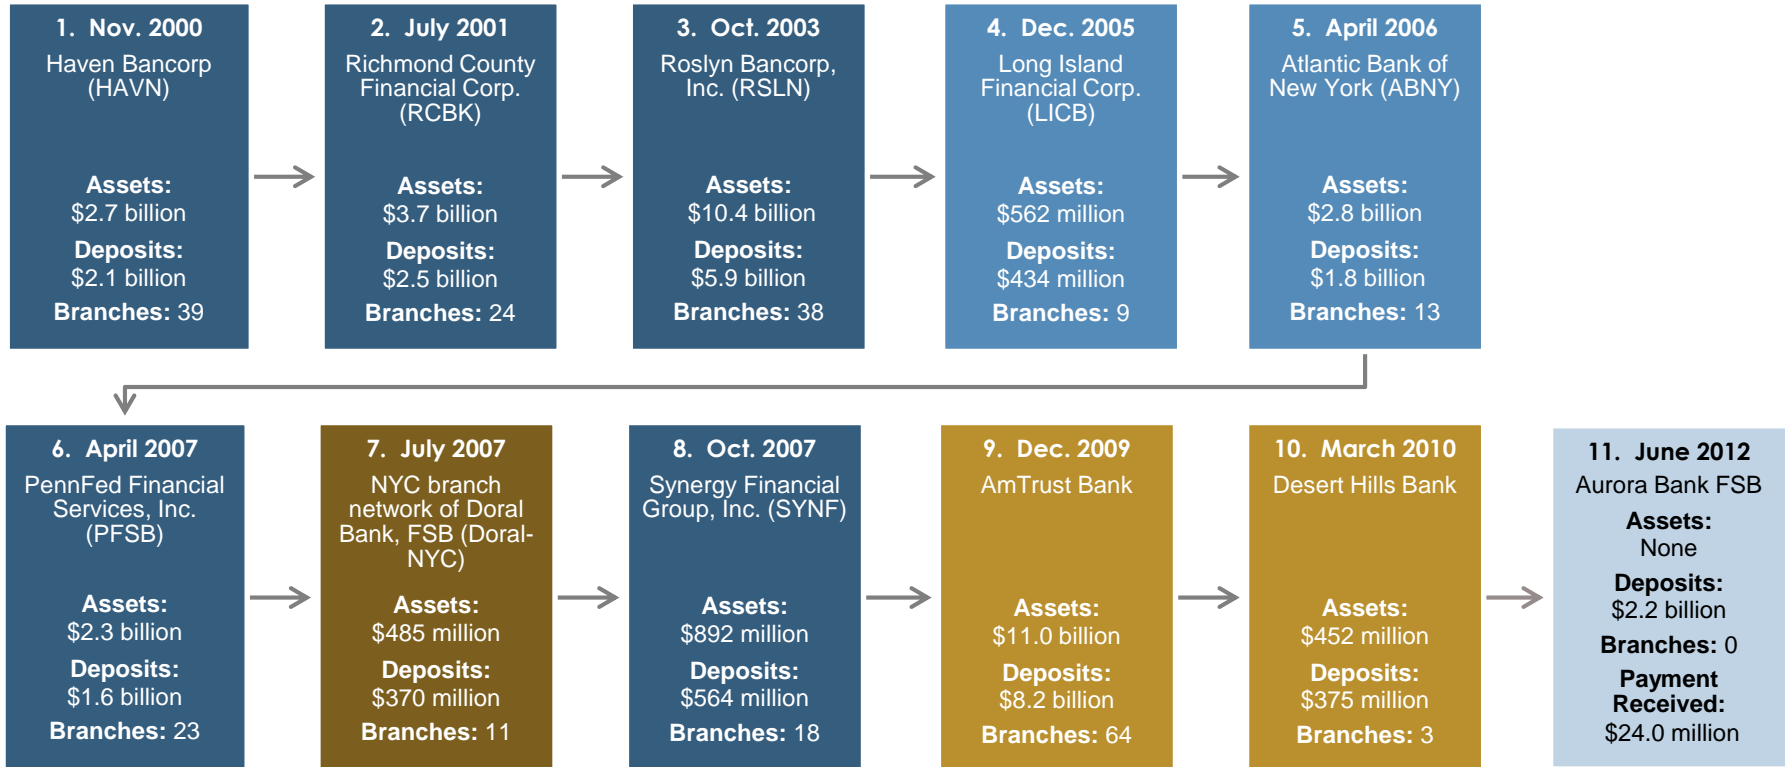 1. Nov. 2000
Haven Bancorp
(HAVN)
Assets:
$2.7 billion
Deposits:
$2.1 billion
Branches: 39
2. July 2001
Richmond County
Financial Corp.
(RCBK)
Assets:
$3.7 billion
Deposits:
$2.5 billion
Branches: 24
3. Oct. 2003
Roslyn Bancorp,
Inc. (RSLN)
Assets:
$10.4 billion
Deposits:
$5.9 billion
Branches: 38
4. Dec. 2005
Long Island
Financial Corp.
(LICB)
Assets:
$562 million
Deposits:
$434 million
Branches: 9
5. April 2006
Atlantic Bank of
New York (ABNY)
Assets:
$2.8 billion
Deposits:
$1.8 billion
Branches: 13
6. April 2007
PennFed Financial
Services, Inc.
(PFSB)
Assets:
$2.3 billion
Deposits:
$1.6 billion
Branches: 23
7. July 2007
NYC branch
network of Doral
Bank, FSB (Doral-
NYC)
Assets:
$485 million
Deposits:
$370 million
Branches: 11
8. Oct. 2007
Synergy Financial
Group, Inc. (SYNF)
Assets:
$892 million
Deposits:
$564 million
Branches: 18
9. Dec. 2009
AmTrust Bank
Assets:
$11.0 billion
Deposits:
$8.2 billion
Branches: 64
10. March 2010
Desert Hills Bank
Assets:
$452 million
Deposits:
$375 million
Branches: 3
11. June 2012
Aurora Bank FSB
Assets:
None
Deposits:
$2.2 billion
Branches: 0
Payment
Received:
$24.0 million